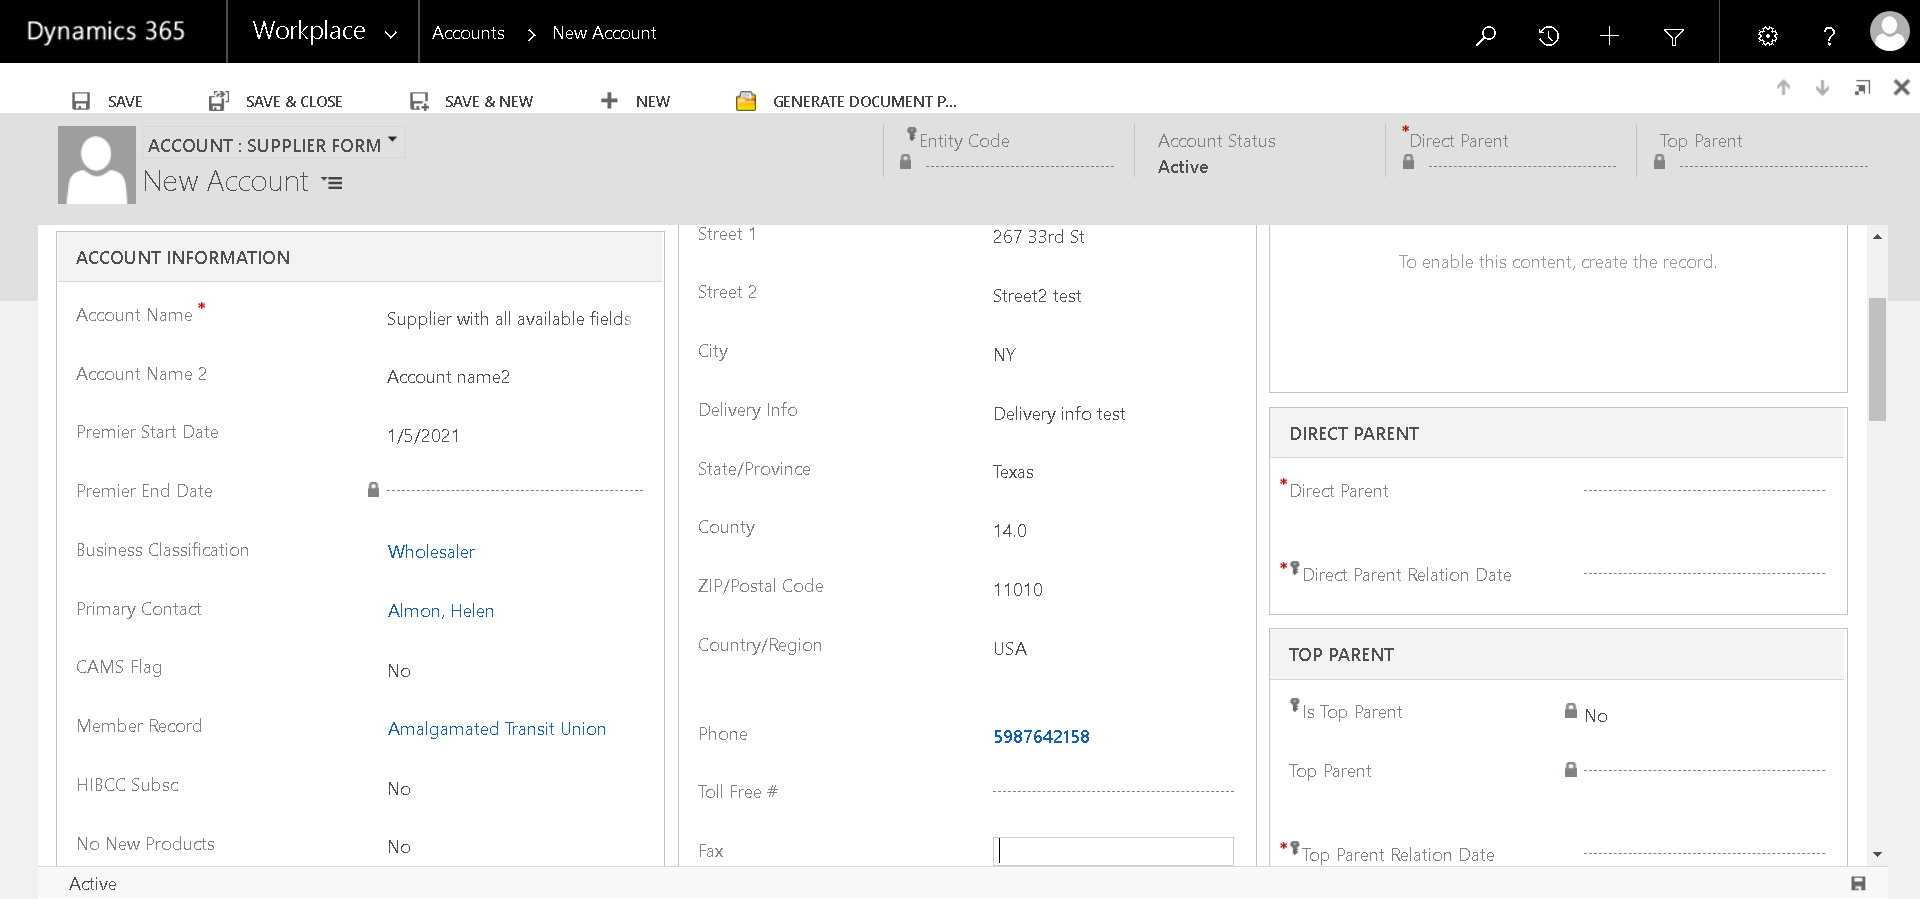 Dynamics 365
Workplace
Accounts
New Account
SAVE
SAVE & CLOSE
SAVE & NEW
NEW
GENERATE DOCUMENT P...
ACCOUNT : SUPPLIER FORM
New Account
Entity Code
Account Status
Active
*Direct Parent
Top Parent
ACCOUNT INFORMATION
Account Name *
Supplier with all available fields
Account Name 2
Account name2
Premier Start Date
1/5/2021
Premier End Date
Business Classification
Wholesaler
Primary Contact
Almon, Helen
CAMS Flag
No
Member Record
Amalgamated Transit Union
HIBCC Subsc
No
No New Products
No
Street 1
267 33rd St
Street 2
Street2 test
City
NY
Delivery Info
Delivery info test
State/Province
Texas
County
14.0
ZIP/Postal Code
11010
Country/Region
USA
Phone
5987642158
Toll Free #
Fax
To enable this content, create the record.
DIRECT PARENT
*Direct Parent
*Direct Parent Relation Date
TOP PARENT
Is Top Parent
No
Top Parent
*Top Parent Relation Date
Active